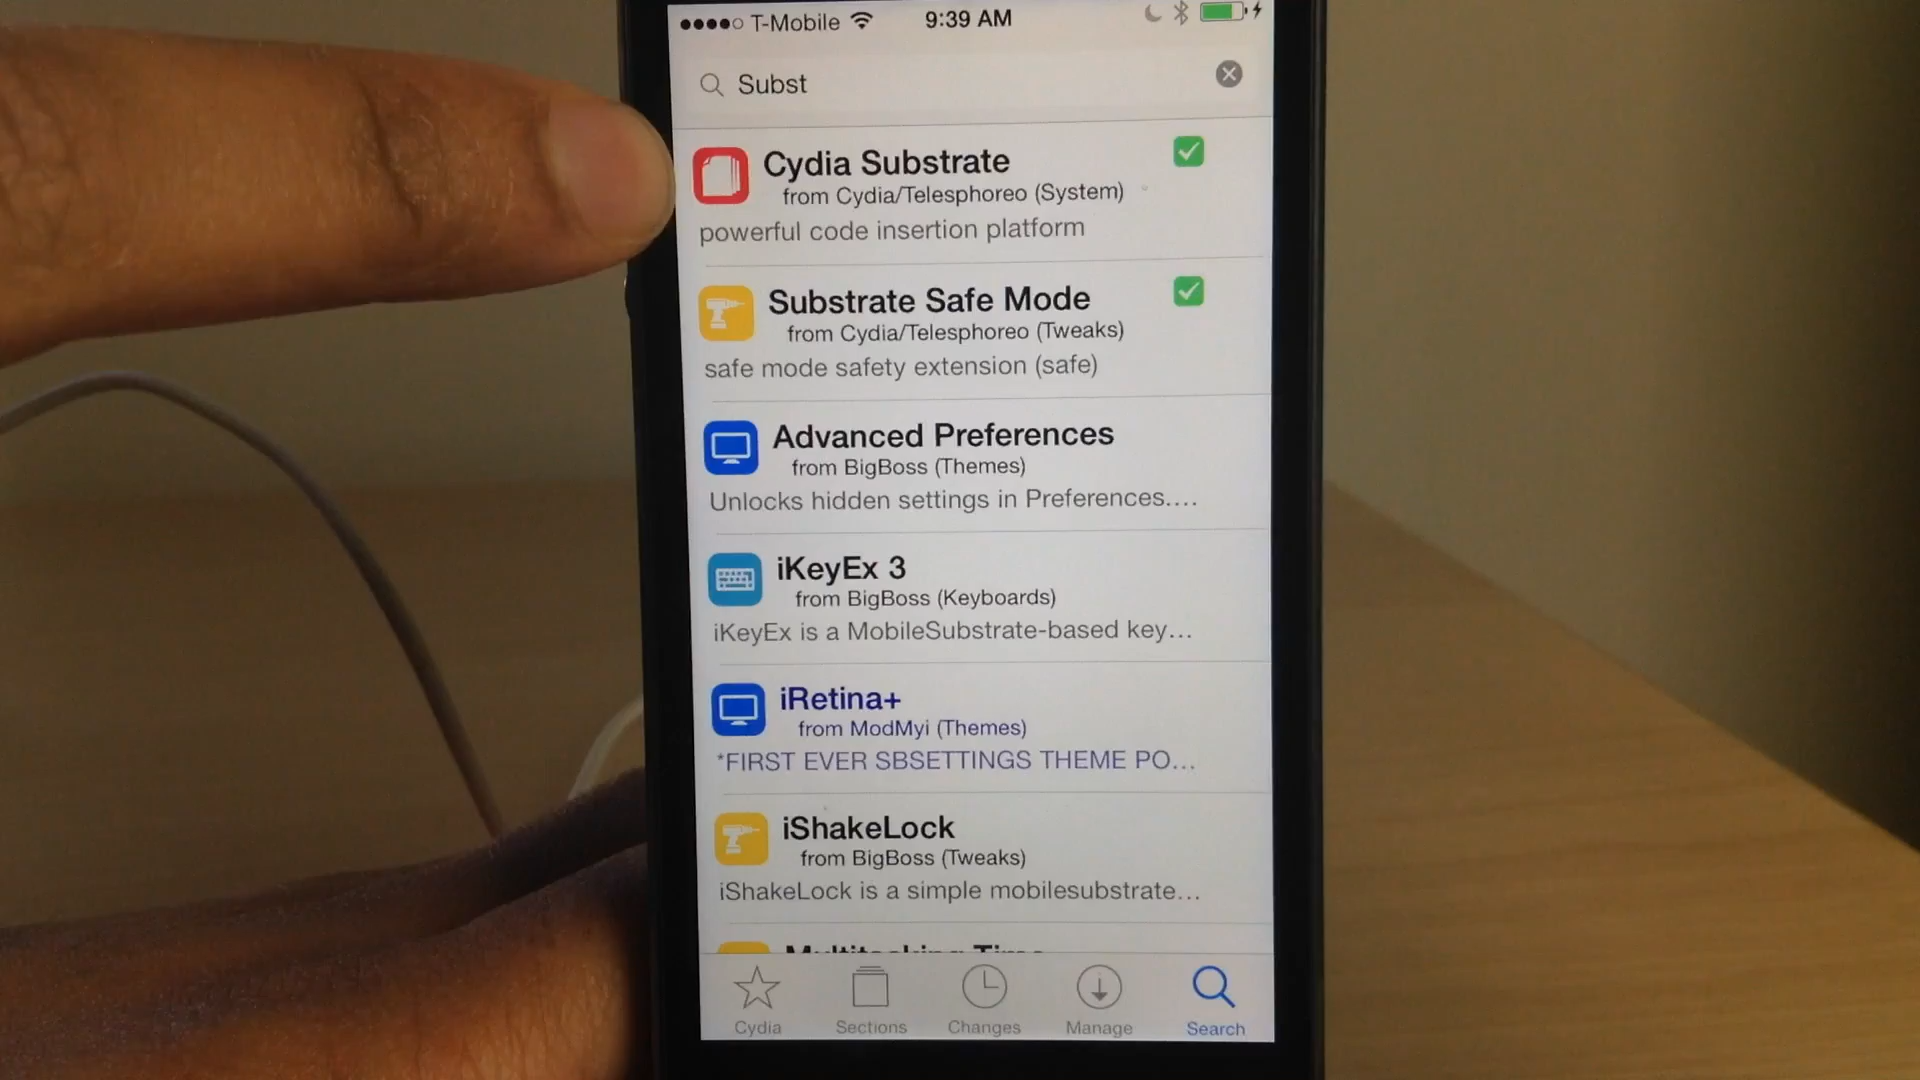 T-Mobile 9:39 AM
Subst
Cydia Substrate
from Cydia/Telesphoreo (System)
powerful code insertion platform
Substrate Safe Mode
from Cydia/Telesphoreo (Tweaks)
safe mode safety extension (safe)
Advanced Preferences
from BigBoss (Themes)
Unlocks hidden settings in Preferences....
iKeyEx 3
from BigBoss (Keyboards)
iKeyEx is a MobileSubstrate-based key...
iRetina+
from ModMyi (Themes)
*FIRST EVER SBSETTINGS THEME PO...
iShakeLock
from BigBoss (Tweaks)
iShakeLock is a simple mobilesubstrate...
Cydia Sections Changes Manage Search